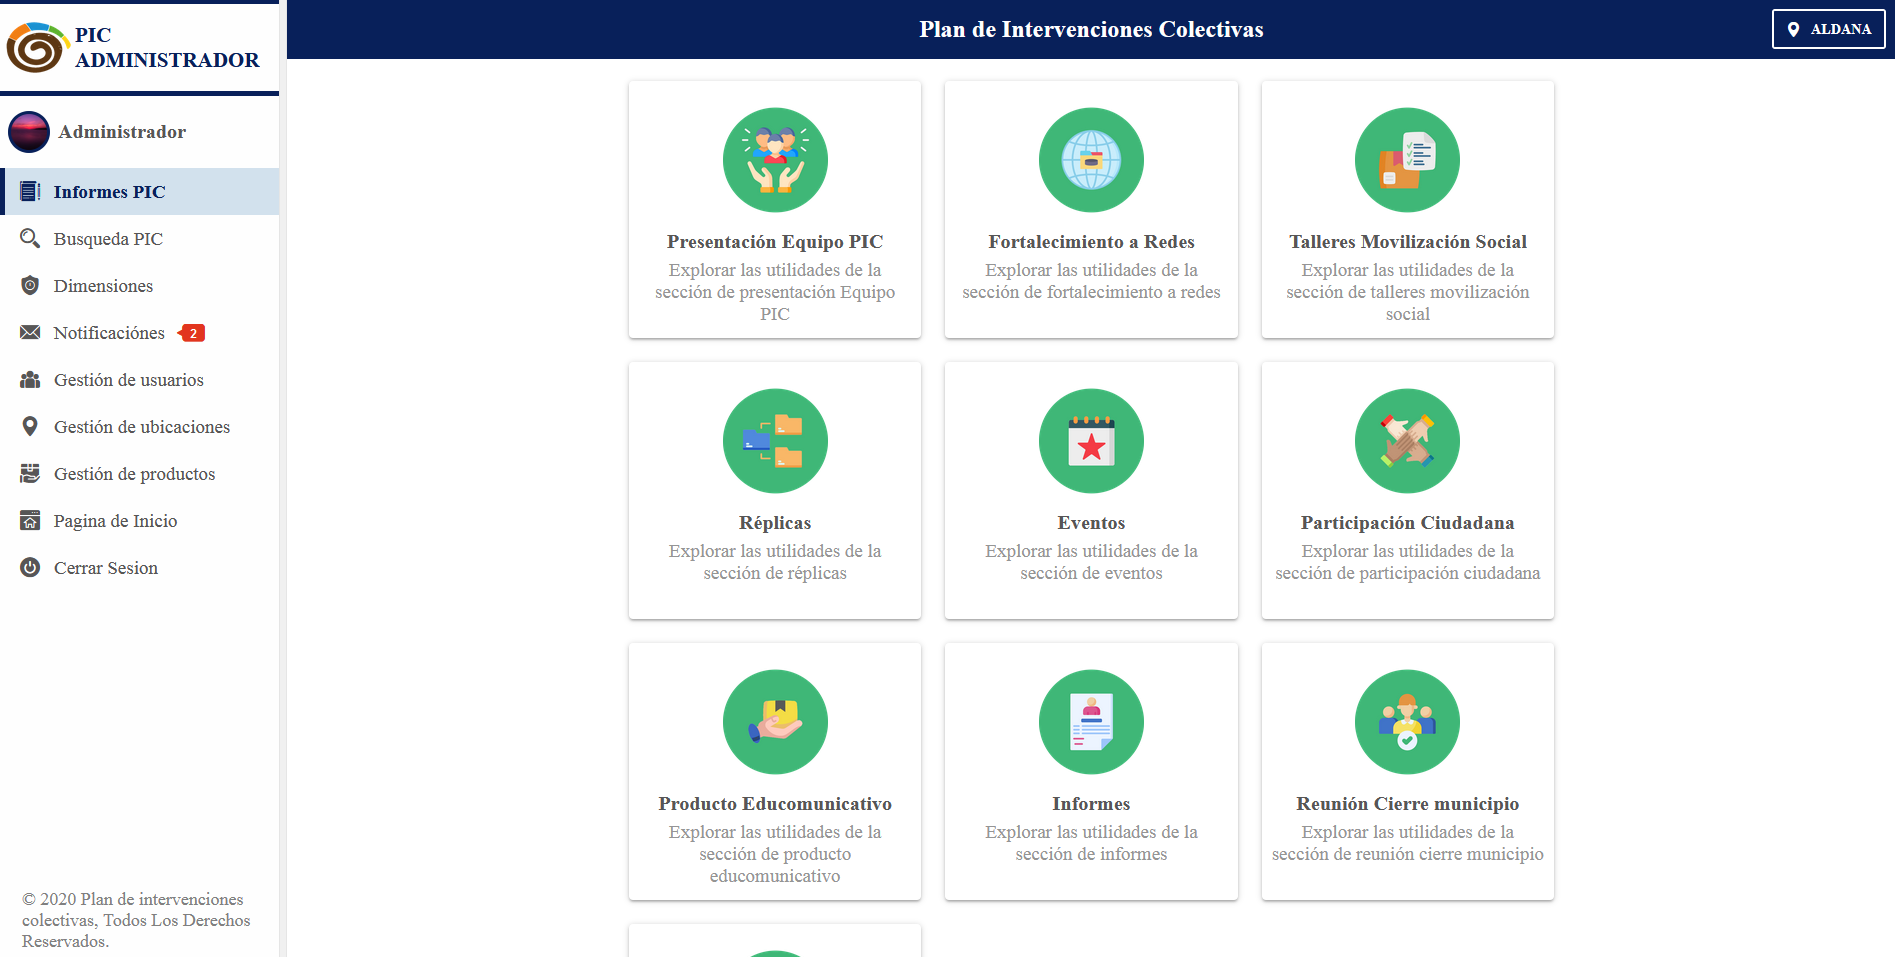 PIC
ADMINISTRADOR
Administrador
Informes PIC
Busqueda PIC
Dimensiones
Notificaciónes 2
Gestión de usuarios
Gestión de ubicaciones
Gestión de productos
Pagina de Inicio
Cerrar Sesion
© 2020 Plan de intervenciones
colectivas, Todos Los Derechos
Reservados.
Plan de Intervenciones Colectivas
ALDANA
Presentación Equipo PIC
Explorar las utilidades de la
sección de presentación Equipo
PIC
Fortalecimiento a Redes
Explorar las utilidades de la
sección de fortalecimiento a redes
Talleres Movilización Social
Explorar las utilidades de la
sección de talleres movilización
social
Réplicas
Explorar las utilidades de la
sección de réplicas
Eventos
Explorar las utilidades de la
sección de eventos
Participación Ciudadana
Explorar las utilidades de la
sección de participación ciudadana
Producto Educomunicativo
Explorar las utilidades de la
sección de producto
educomunicativo
Informes
Explorar las utilidades de la
sección de informes
Reunión Cierre municipio
Explorar las utilidades de la
sección de reunión cierre municipio